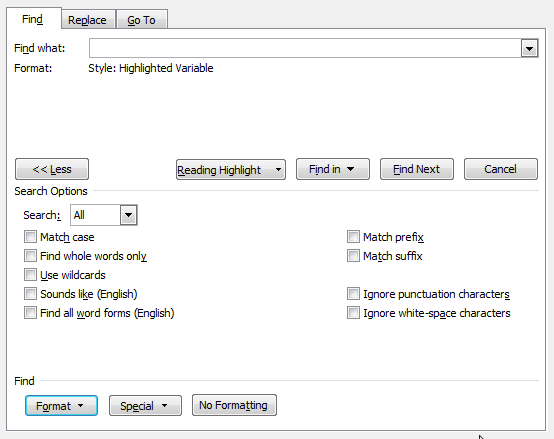 Find Replace Go To
Find what:
Format: Style: Highlighted Variable
<< Less Reading Highlight Find in Find Next Cancel
Search Options
Search: All
Match case Match prefix
Find whole words only Match suffix
Use wildcards
Sounds like (English) Ignore punctuation characters
Find all word forms (English) Ignore white-space characters
Find
Format Special No Formatting